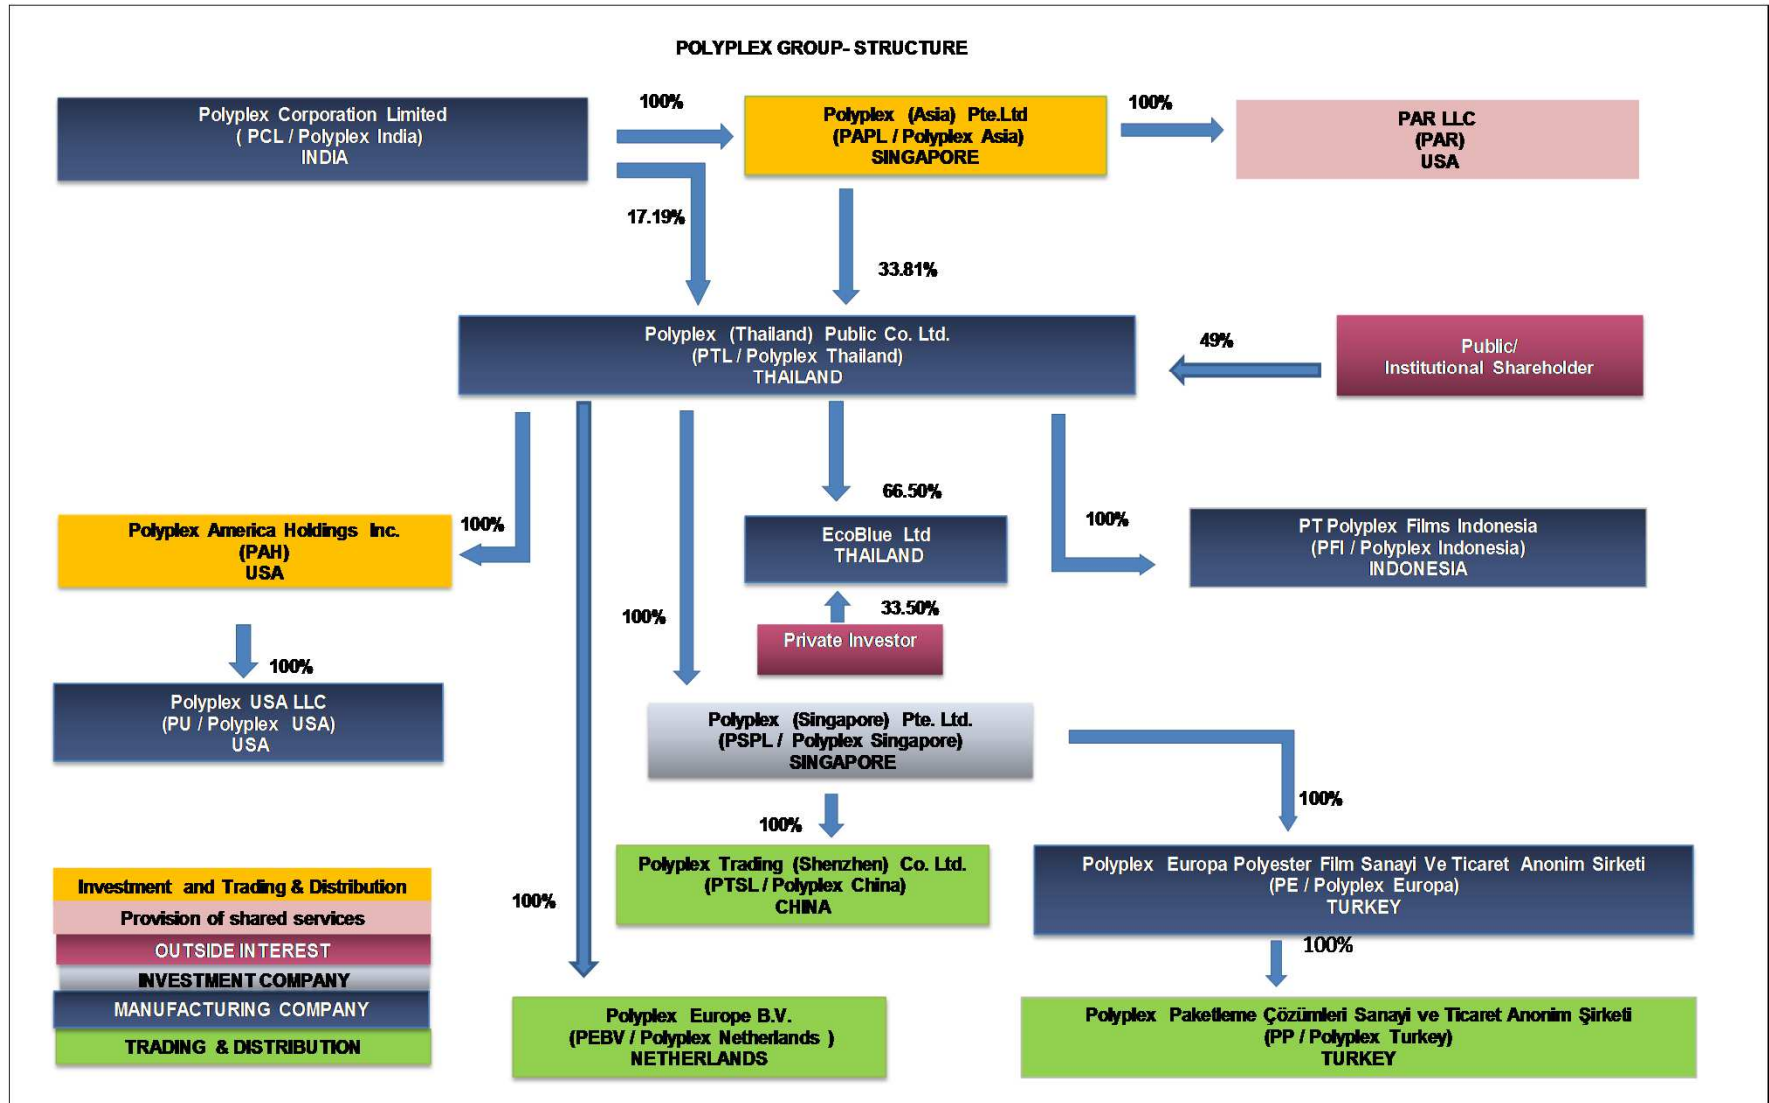 POLYPLEX GROUP- STRUCTURE
Polyplex Corporation Limited
( PCL / Polyplex India)
INDIA
100%
Polyplex (Asia) Pte.Ltd
(PAPL / Polyplex Asia)
SINGAPORE
100%
PAR LLC
(PAR)
USA
17.19%
33.81%
Polyplex (Thailand) Public Co. Ltd.
(PTL / Polyplex Thailand)
THAILAND
49%
Public/
Institutional Shareholder
100%
Polyplex America Holdings Inc.
(PAH)
USA
66.50%
EcoBlue Ltd
THAILAND
33.50%
Private Investor
100%
PT Polyplex Films Indonesia
(PFI / Polyplex Indonesia)
INDONESIA
100%
100%
Polyplex USA LLC
(PU / Polyplex USA)
USA
Polyplex (Singapore) Pte. Ltd.
(PSPL / Polyplex Singapore)
SINGAPORE
100%
100%
Polyplex Trading (Shenzhen) Co. Ltd.
(PTSL / Polyplex China)
CHINA
Polyplex Europa Polyester Film Sanayi Ve Ticaret Anonim Sirketi
(PE / Polyplex Europa)
TURKEY
100%
100%
Polyplex Europe B.V.
(PEBV / Polyplex Netherlands )
NETHERLANDS
Polyplex Paketleme Çözümleri Sanayi ve Ticaret Anonim Şirketi
(PP / Polyplex Turkey)
TURKEY
Investment and Trading & Distribution
Provision of shared services
OUTSIDE INTEREST
INVESTMENT COMPANY
MANUFACTURING COMPANY
TRADING & DISTRIBUTION